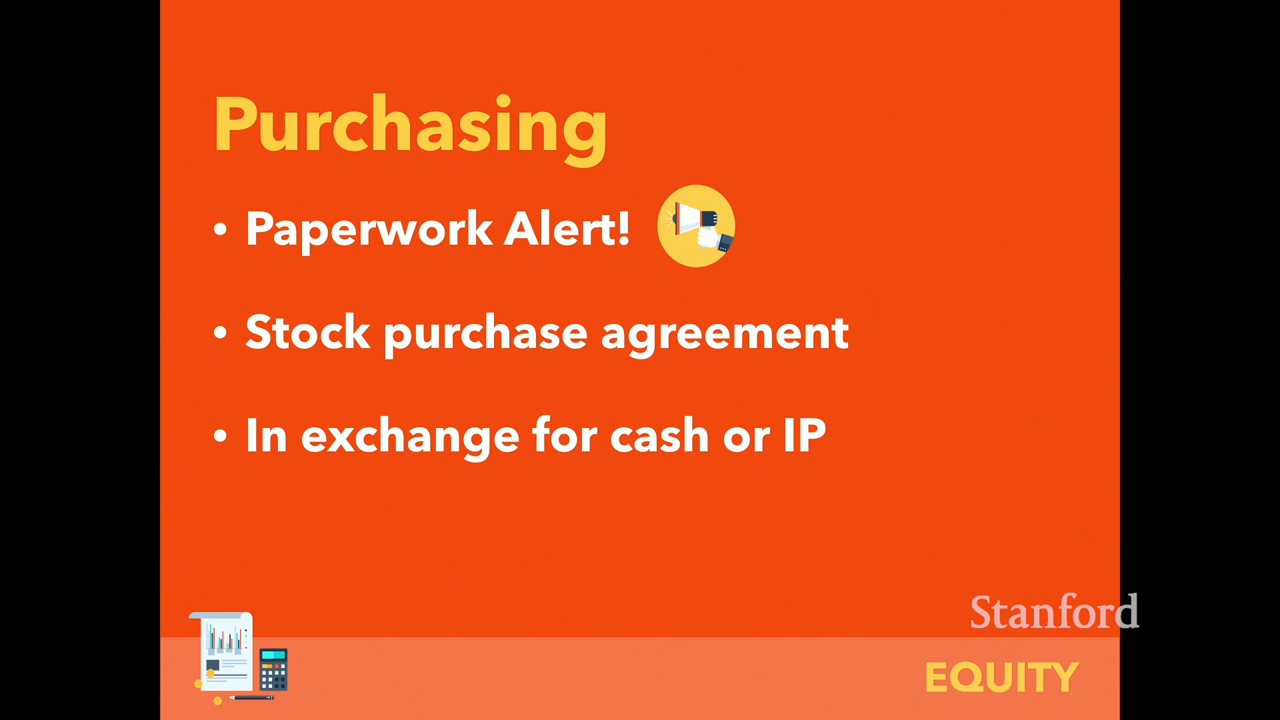 Purchasing
• Paperwork Alert!
• Stock purchase agreement
• In exchange for cash or IP
Stanford
EQUITY